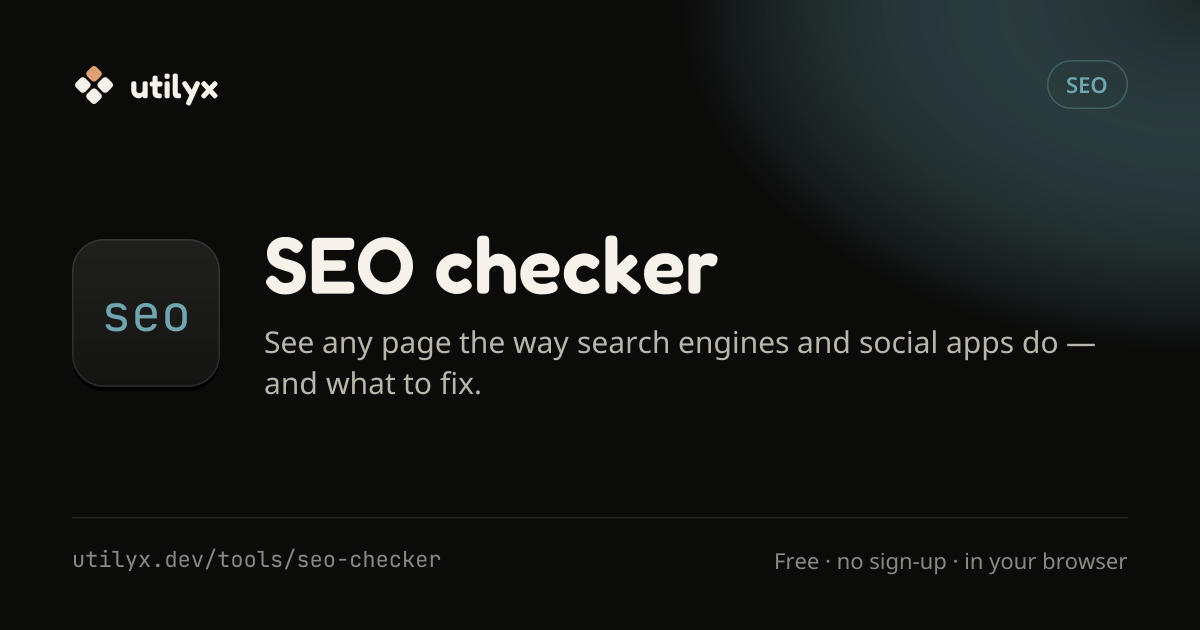 utilyx
SEO
seo
SEO checker
See any page the way search engines and social apps do —
and what to fix.
utilyx.dev/tools/seo-checker
Free · no sign-up · in your browser